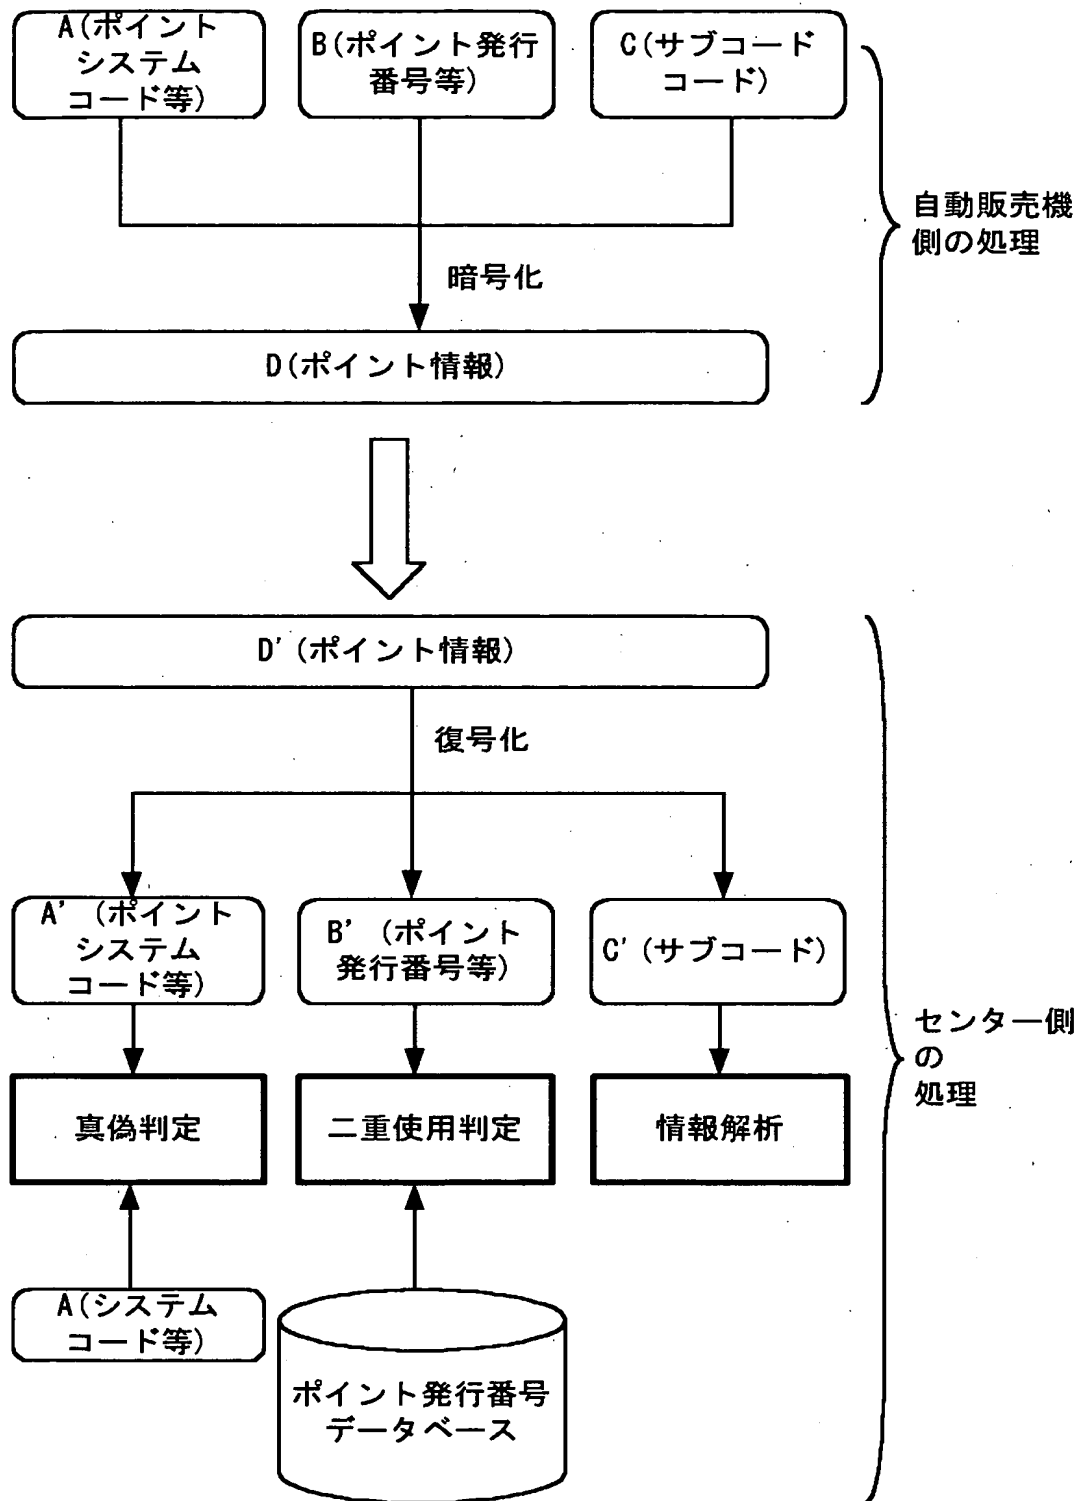 A(ポイント
システム
コード等)
B(ポイント発行
番号等)
C(サブコード
コード)
自動販売機
側の処理
暗号化
D(ポイント情報)
D'(ポイント情報)
復号化
A' (ポイント
システム
コード等)
B' (ポイント
発行番号等)
C'(サブコード)
センター側
の
処理
真偽判定
二重使用判定
情報解析
A(システム
コード等)
ポイント発行番号
データベース